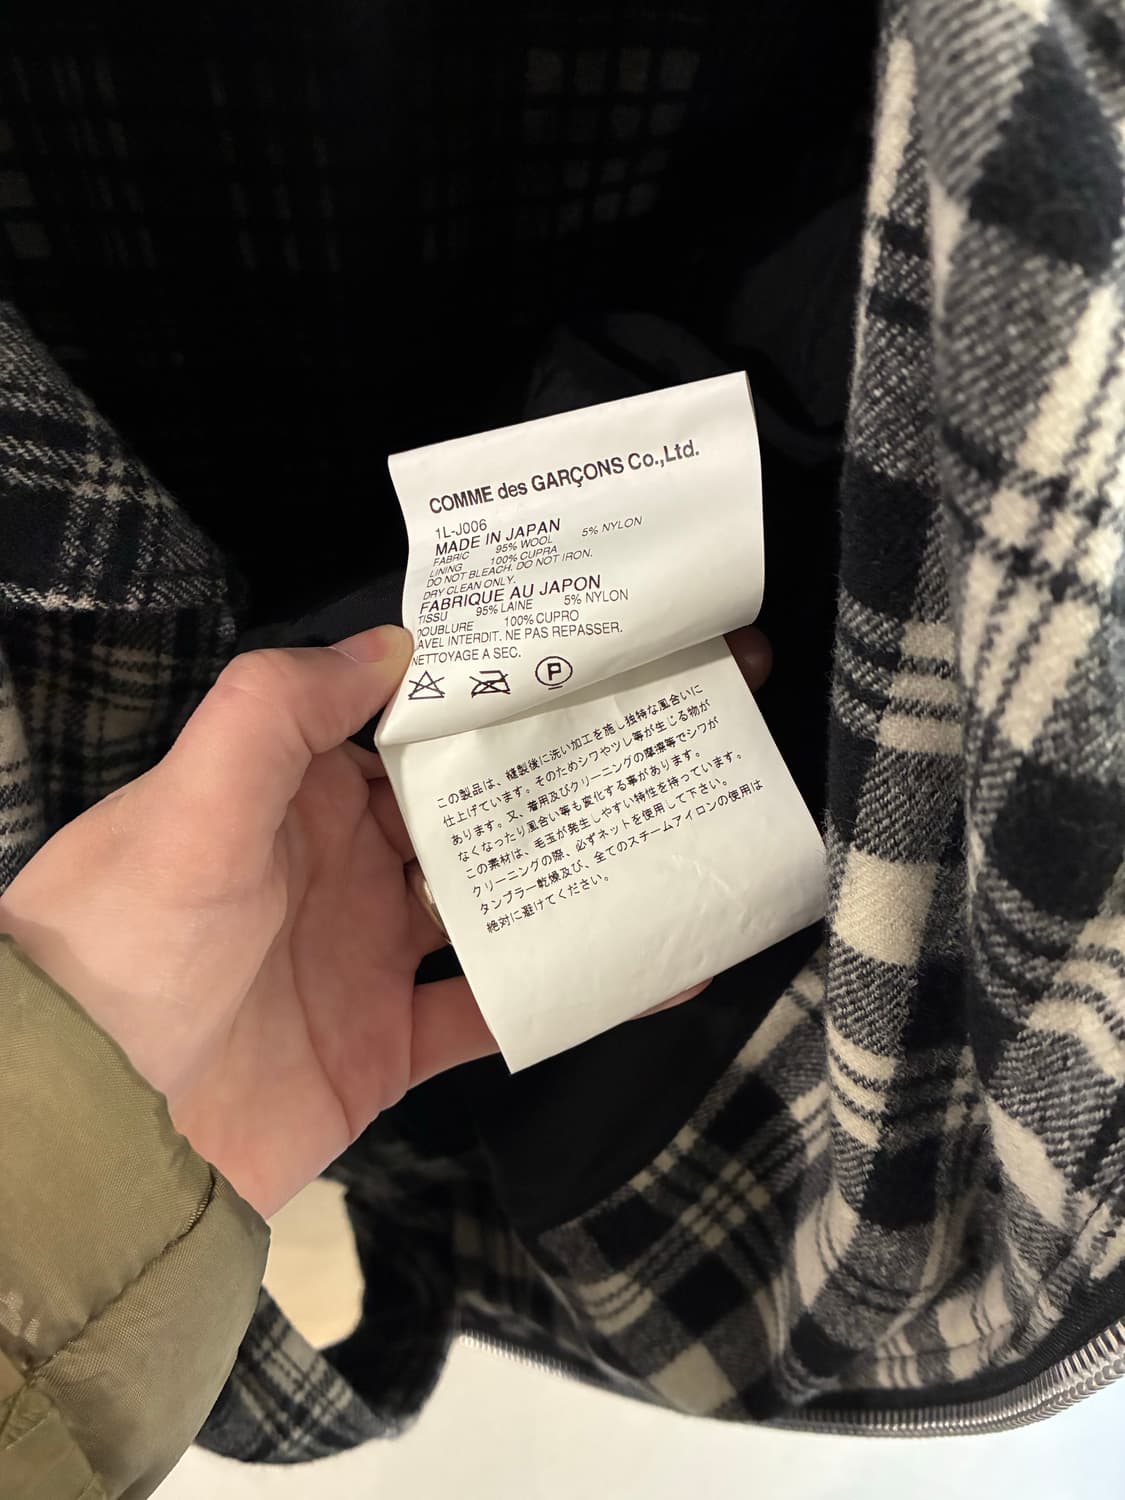 COMME des GARÇONS Co.,Ltd.
1L-J006
MADE IN JAPAN
FABRIC 95% WOOL 5% NYLON
LINING 100% CUPRA
DO NOT BLEACH. DO NOT IRON.
DRY CLEAN ONLY.
FABRIQUE AU JAPON
TISSU 95% LAINE 5% NYLON
DOUBLURE 100% CUPRO
AVEL INTERDIT. NE PAS REPASSER.
NETTOYAGE A SEC.
P
この製品は、縫製後に洗い加工を施し独特な風合いに
仕上げています。そのためシワやツレ等が生じる物が
あります。又、着用及びクリーニングの摩擦等でシワが
なくなったり風合い等も変化する事があります。
この素材は、毛玉が発生しやすい特性を持っています。
クリーニングの際、必ずネットを使用して下さい。
タンブラー乾燥及び、全てのスチームアイロンの使用は
絶対に避けてください。